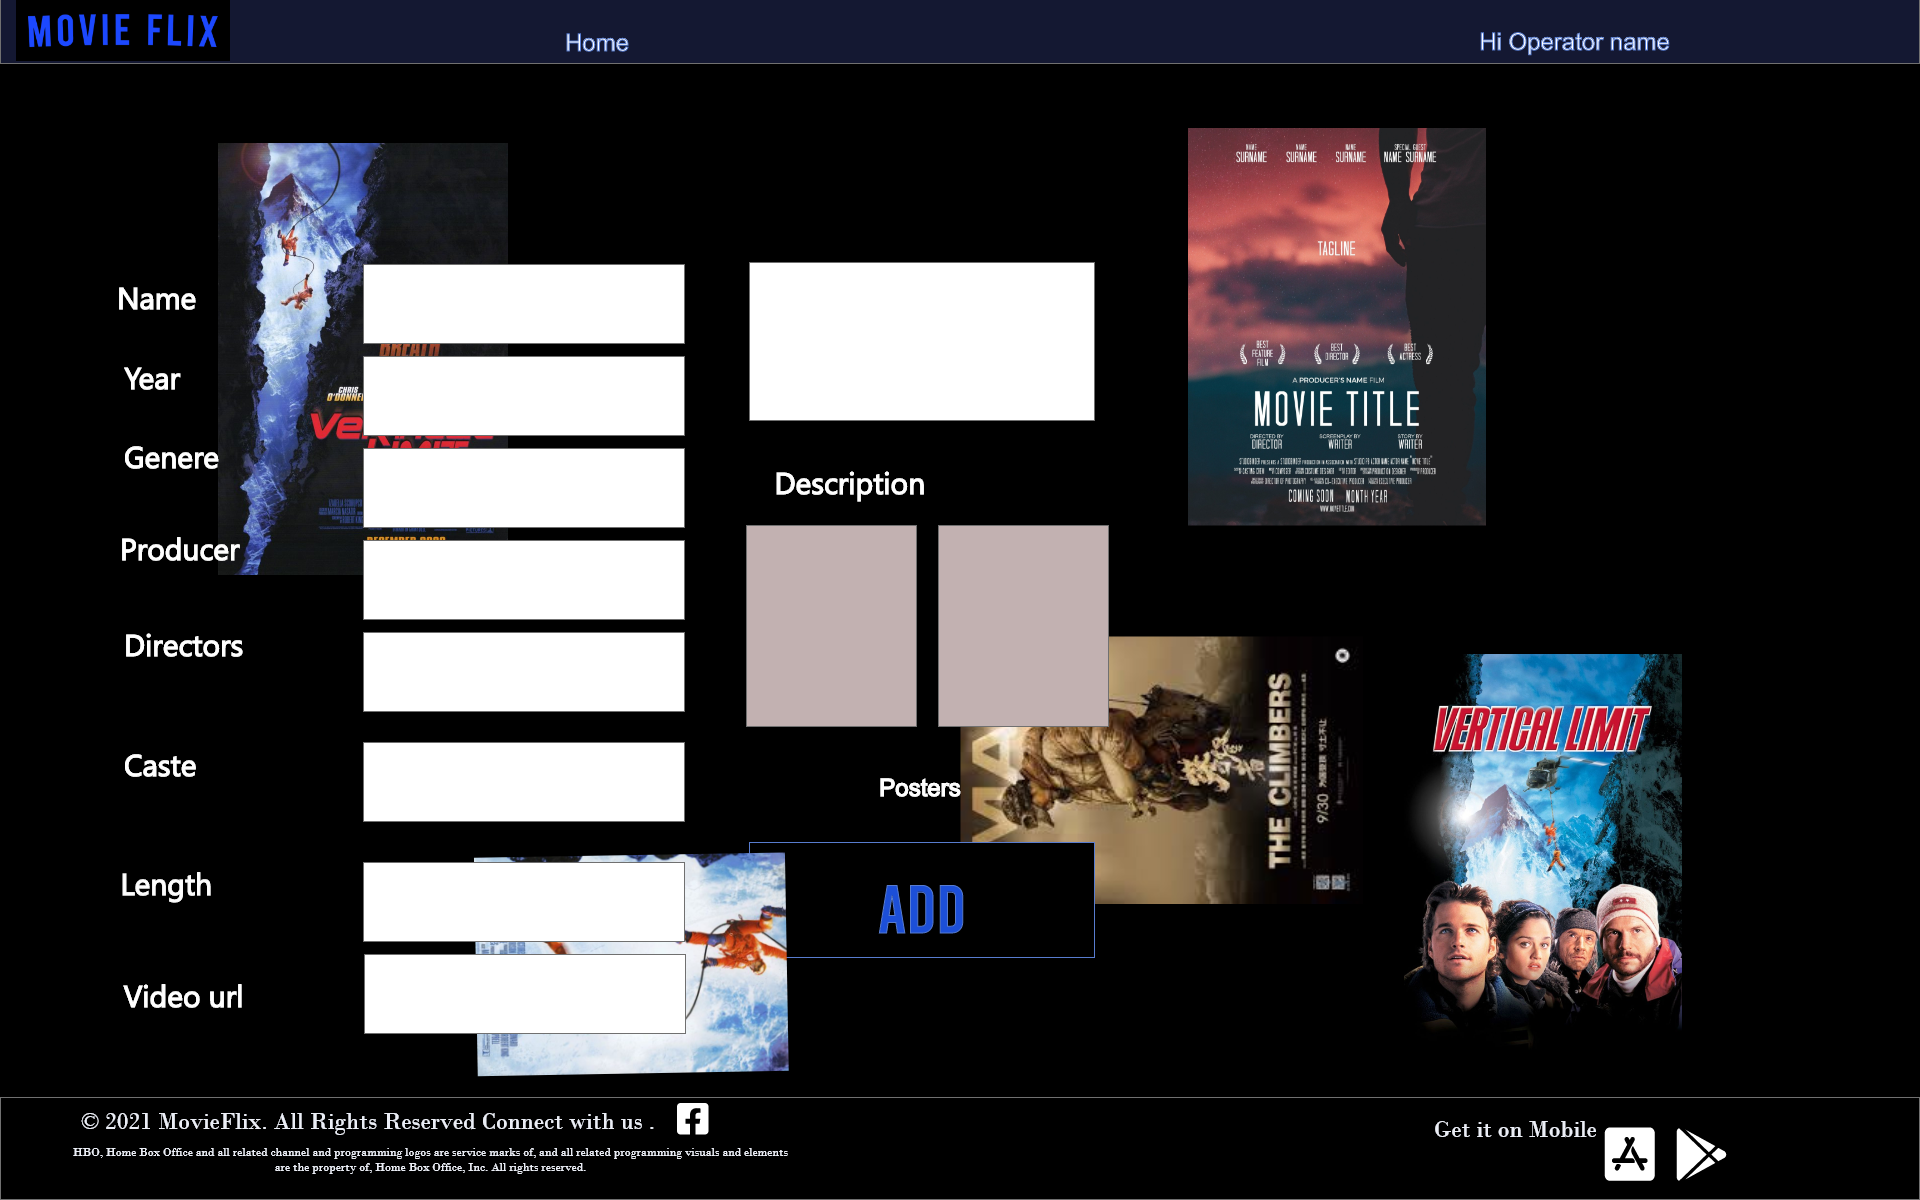 MOVIE FLIX
Home
Hi Operator name
NAME
SURNAME
NAME
SURNAME
NAME
SURNAME
SPECIAL GUEST
NAME SURNAME
TAGLINE
Name
Year
CHRIS
O'DONNELL
Genere
Producer
Directors
Caste
Length
Video url
Description
Posters
ADD
BEST
FEATURE
FILM
BEST
DIRECTOR
BEST
ACTRESS
A PRODUCER'S NAME FILM
MOVIE TITLE
DIRECTED BY
DIRECTOR
SCREENPLAY BY
WRITER
STORY BY
WRITER
COMING SOON MONTH YEAR
WWW.MOVIETITLE.COM
THE CLIMBERS
9/30
VERTICAL LIMIT
© 2021 MovieFlix. All Rights Reserved Connect with us .
HBO, Home Box Office and all related channel and programming logos are service marks of, and all related programming visuals and elements
are the property of, Home Box Office, Inc. All rights reserved.
Get it on Mobile